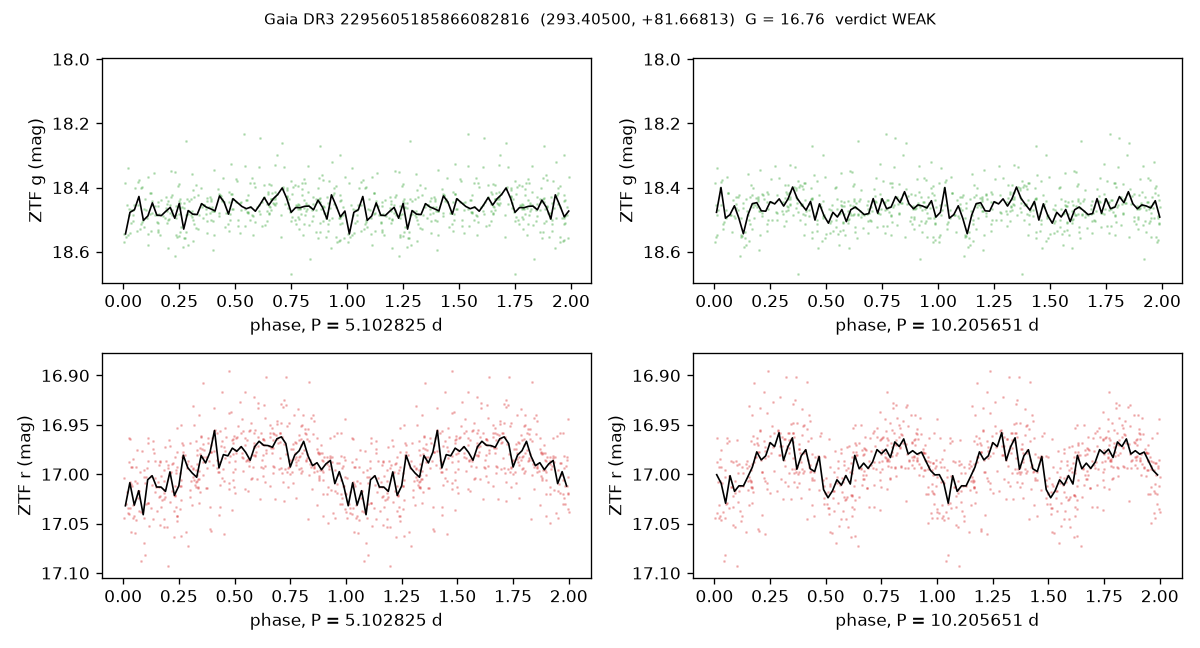 Gaia DR3 2295605185866082816  (293.40500, +81.66813)  G = 16.76  verdict WEAK
ZTF g (mag)
18.0
18.2
18.4
18.6
0.00 0.25 0.50 0.75 1.00 1.25 1.50 1.75 2.00
phase, P = 5.102825 d
ZTF g (mag)
18.0
18.2
18.4
18.6
0.00 0.25 0.50 0.75 1.00 1.25 1.50 1.75 2.00
phase, P = 10.205651 d
ZTF r (mag)
16.90
16.95
17.00
17.05
17.10
0.00 0.25 0.50 0.75 1.00 1.25 1.50 1.75 2.00
phase, P = 5.102825 d
ZTF r (mag)
16.90
16.95
17.00
17.05
17.10
0.00 0.25 0.50 0.75 1.00 1.25 1.50 1.75 2.00
phase, P = 10.205651 d